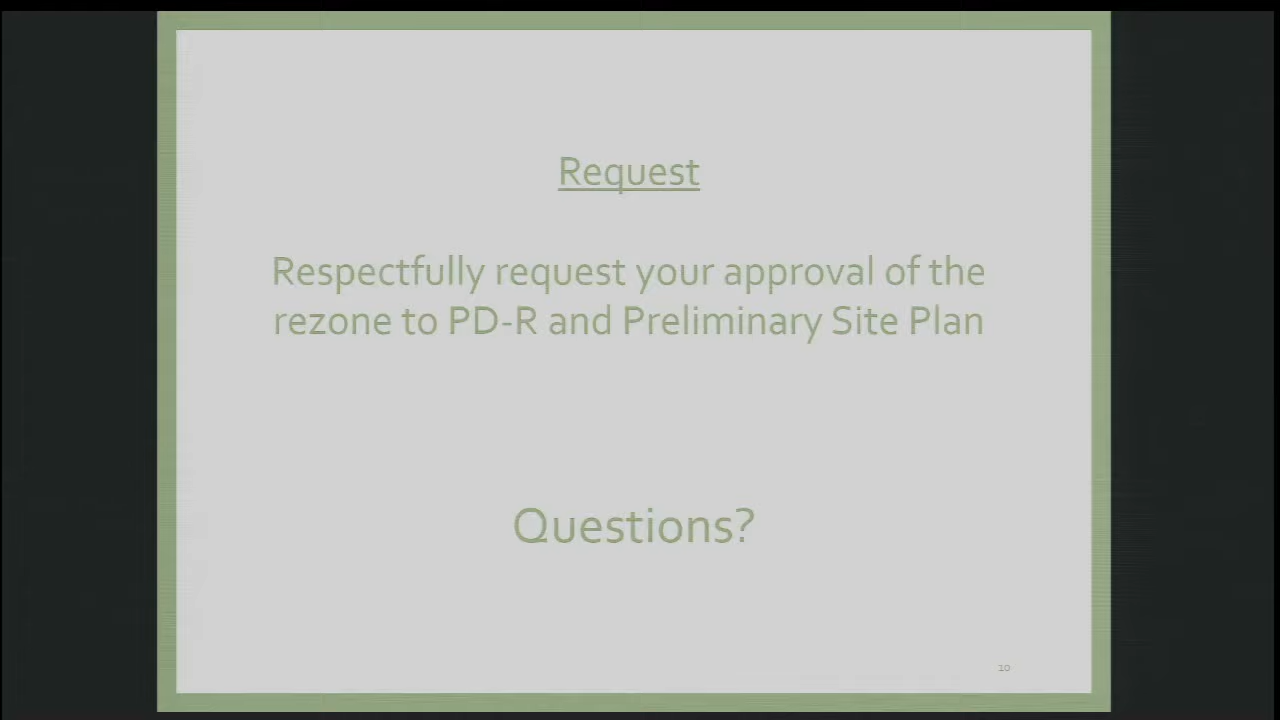 Request
Respectfully request your approval of the
rezone to PD-R and Preliminary Site Plan
Questions?
10